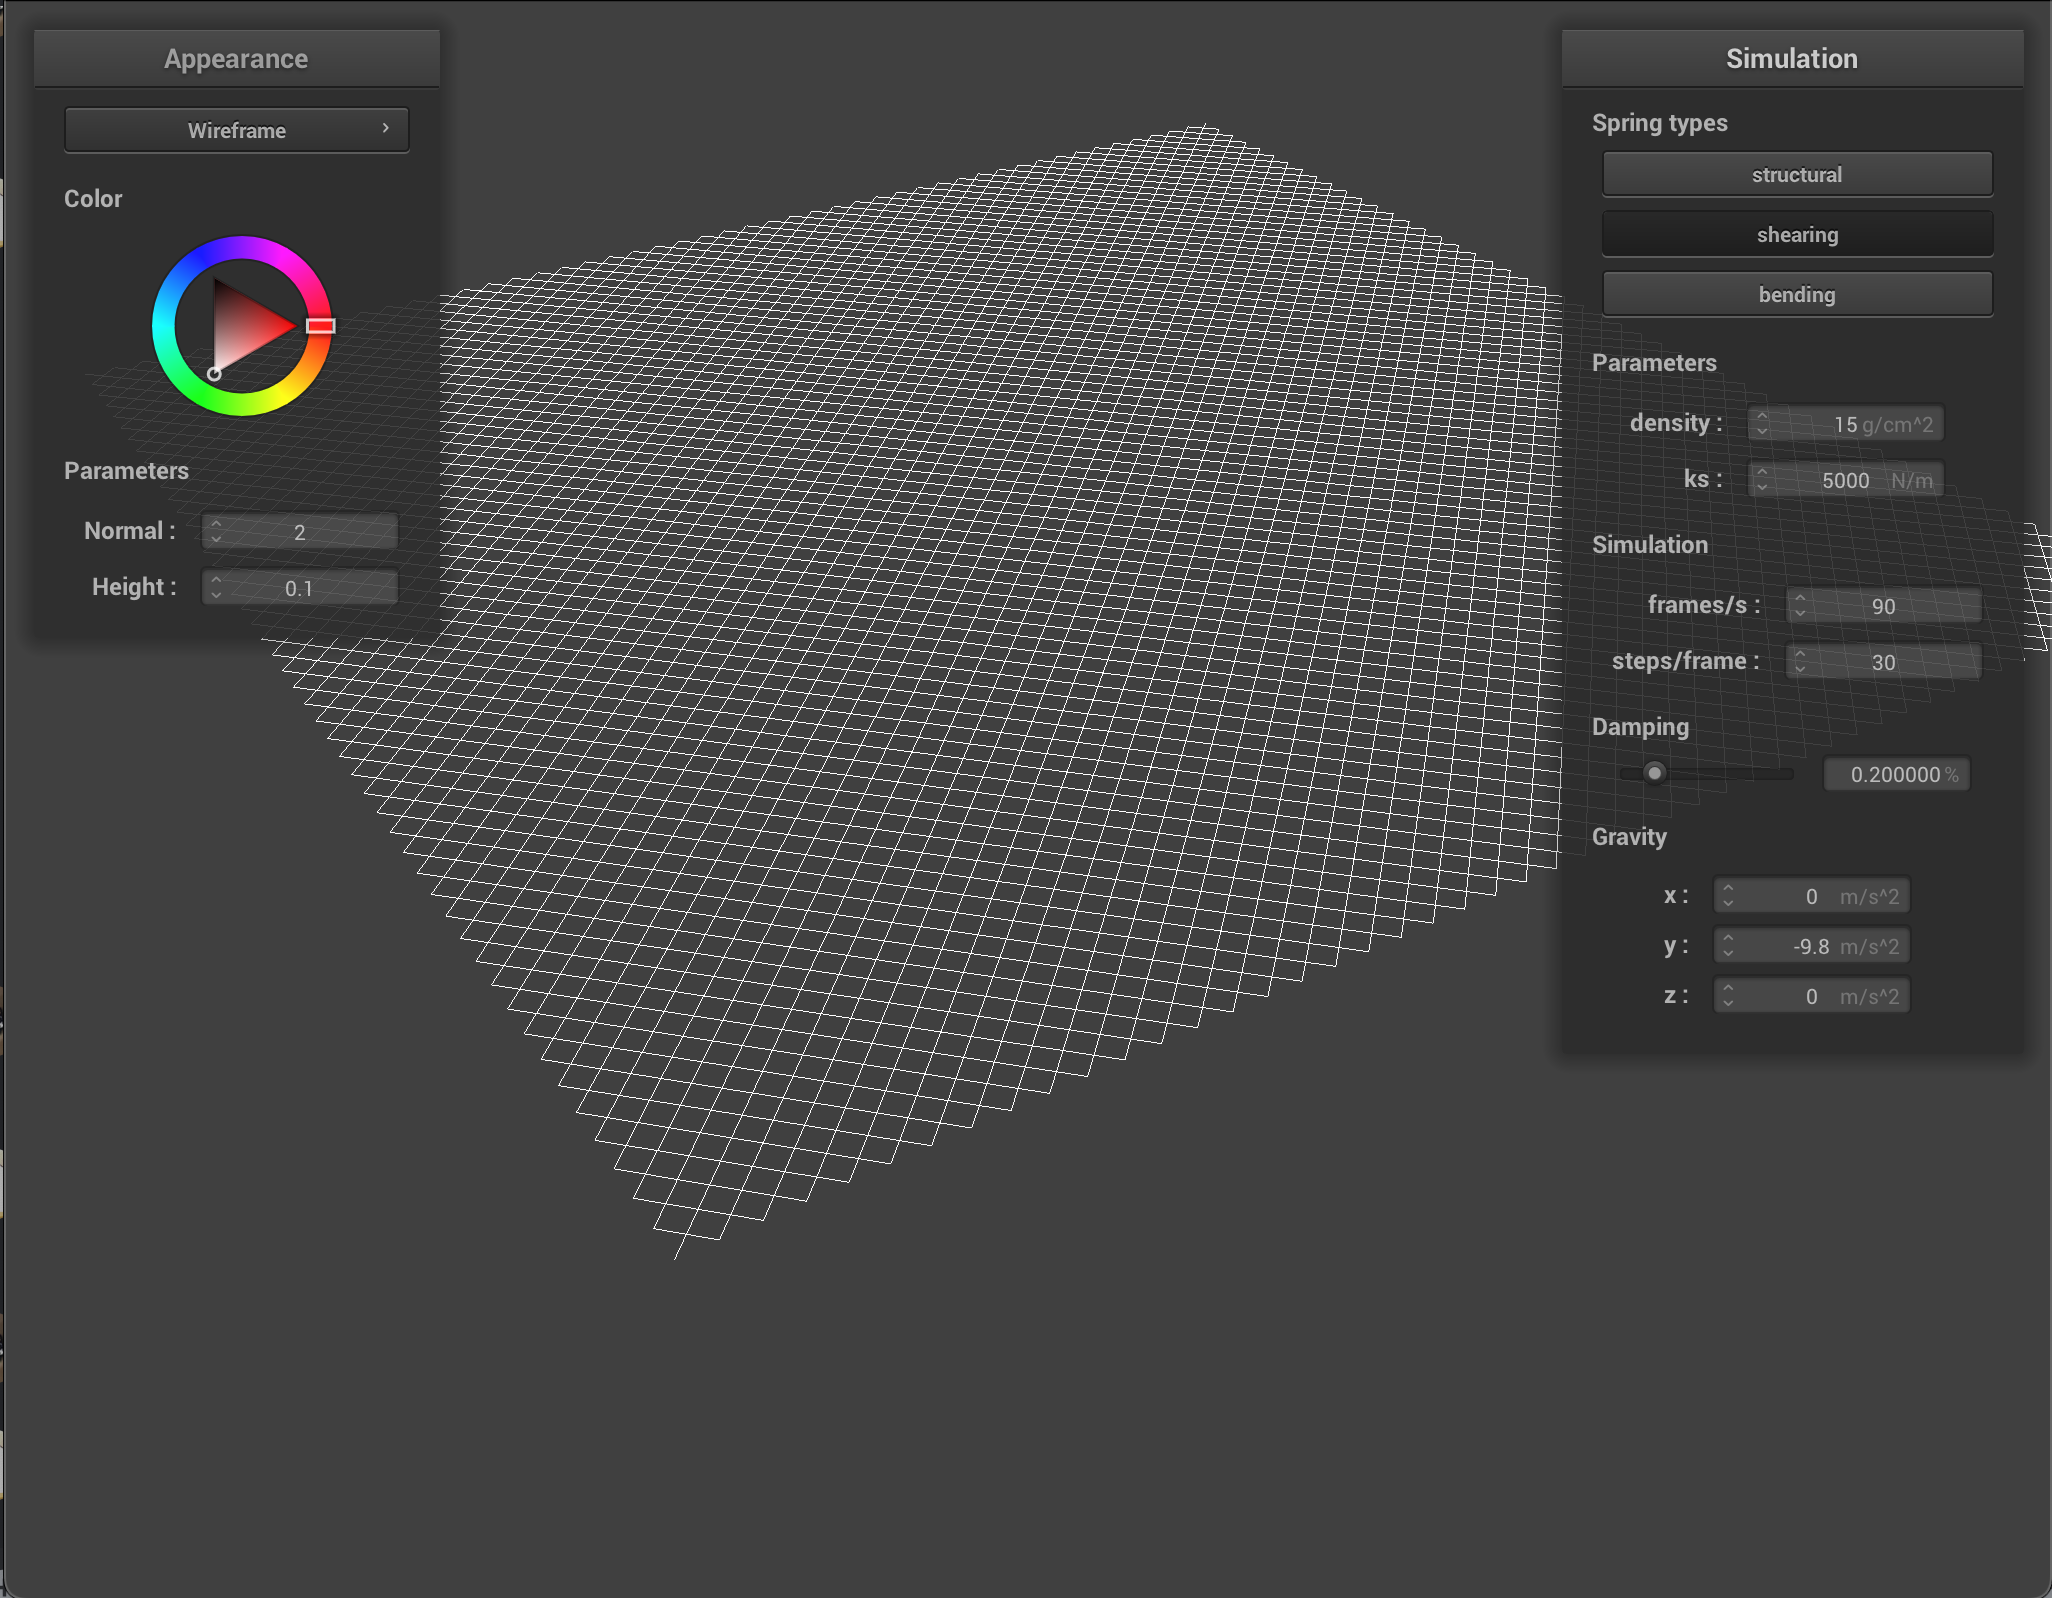 Appearance
Wireframe
Color
Parameters
Normal : 2
Height : 0.1
Simulation
Spring types
structural
shearing
bending
Parameters
density : 15 g/cm^2
ks : 5000 N/m
Simulation
frames/s : 90
steps/frame : 30
Damping
0.200000 %
Gravity
x : 0 m/s^2
y : -9.8 m/s^2
z : 0 m/s^2